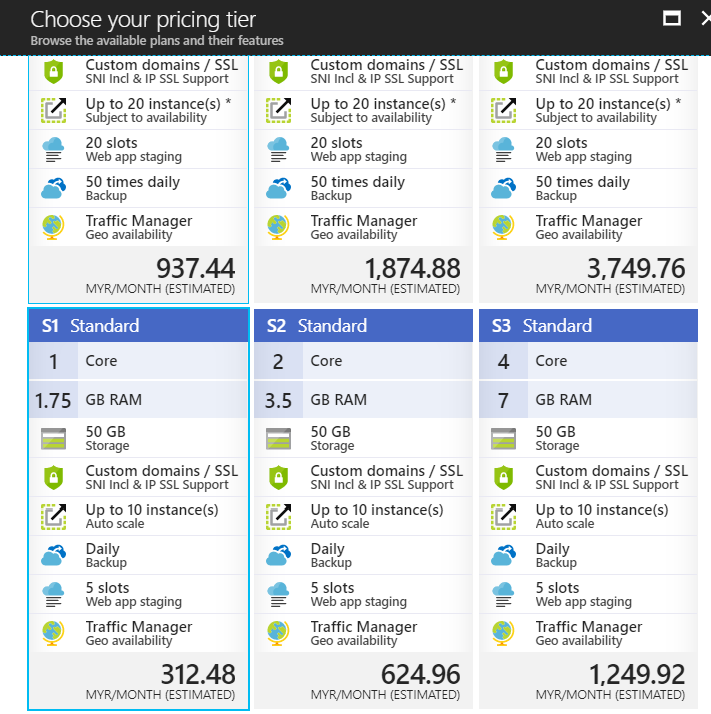 Choose your pricing tier
Browse the available plans and their features
Custom domains / SSL
SNI Incl & IP SSL Support
Up to 20 instance(s) *
Subject to availability
20 slots
Web app staging
50 times daily
Backup
Traffic Manager
Geo availability
937.44
MYR/MONTH (ESTIMATED)
Custom domains / SSL
SNI Incl & IP SSL Support
Up to 20 instance(s) *
Subject to availability
20 slots
Web app staging
50 times daily
Backup
Traffic Manager
Geo availability
1,874.88
MYR/MONTH (ESTIMATED)
Custom domains / SSL
SNI Incl & IP SSL Support
Up to 20 instance(s) *
Subject to availability
20 slots
Web app staging
50 times daily
Backup
Traffic Manager
Geo availability
3,749.76
MYR/MONTH (ESTIMATED)
S1 Standard
1 Core
1.75 GB RAM
50 GB
Storage
Custom domains / SSL
SNI Incl & IP SSL Support
Up to 10 instance(s)
Auto scale
Daily
Backup
5 slots
Web app staging
Traffic Manager
Geo availability
312.48
MYR/MONTH (ESTIMATED)
S2 Standard
2 Core
3.5 GB RAM
50 GB
Storage
Custom domains / SSL
SNI Incl & IP SSL Support
Up to 10 instance(s)
Auto scale
Daily
Backup
5 slots
Web app staging
Traffic Manager
Geo availability
624.96
MYR/MONTH (ESTIMATED)
S3 Standard
4 Core
7 GB RAM
50 GB
Storage
Custom domains / SSL
SNI Incl & IP SSL Support
Up to 10 instance(s)
Auto scale
Daily
Backup
5 slots
Web app staging
Traffic Manager
Geo availability
1,249.92
MYR/MONTH (ESTIMATED)